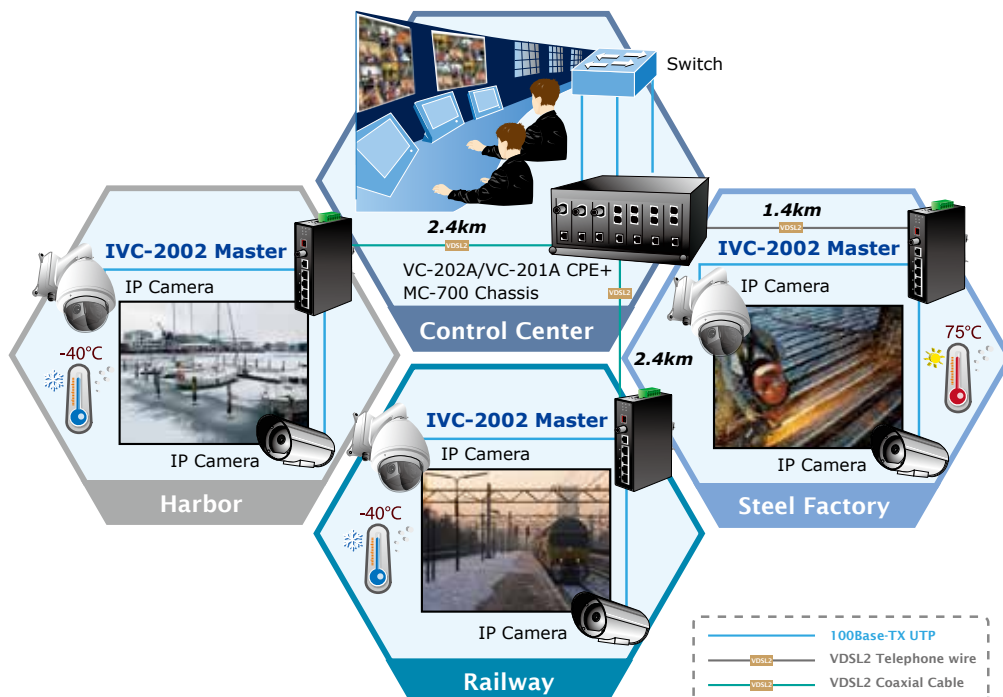 Switch
2.4km
VDSL2
VC-202A/VC-201A CPE+
MC-700 Chassis
VDSL2
Control Center
IVC-2002 Master
IP Camera
-40°C
IP Camera
Harbor
1.4km
VDSL2
IVC-2002 Master
IP Camera
75°C
IP Camera
Steel Factory
2.4km
IVC-2002 Master
IP Camera
-40°C
IP Camera
Railway
100Base-TX UTP
VDSL2 VDSL2 Telephone wire
VDSL2 VDSL2 Coaxial Cable